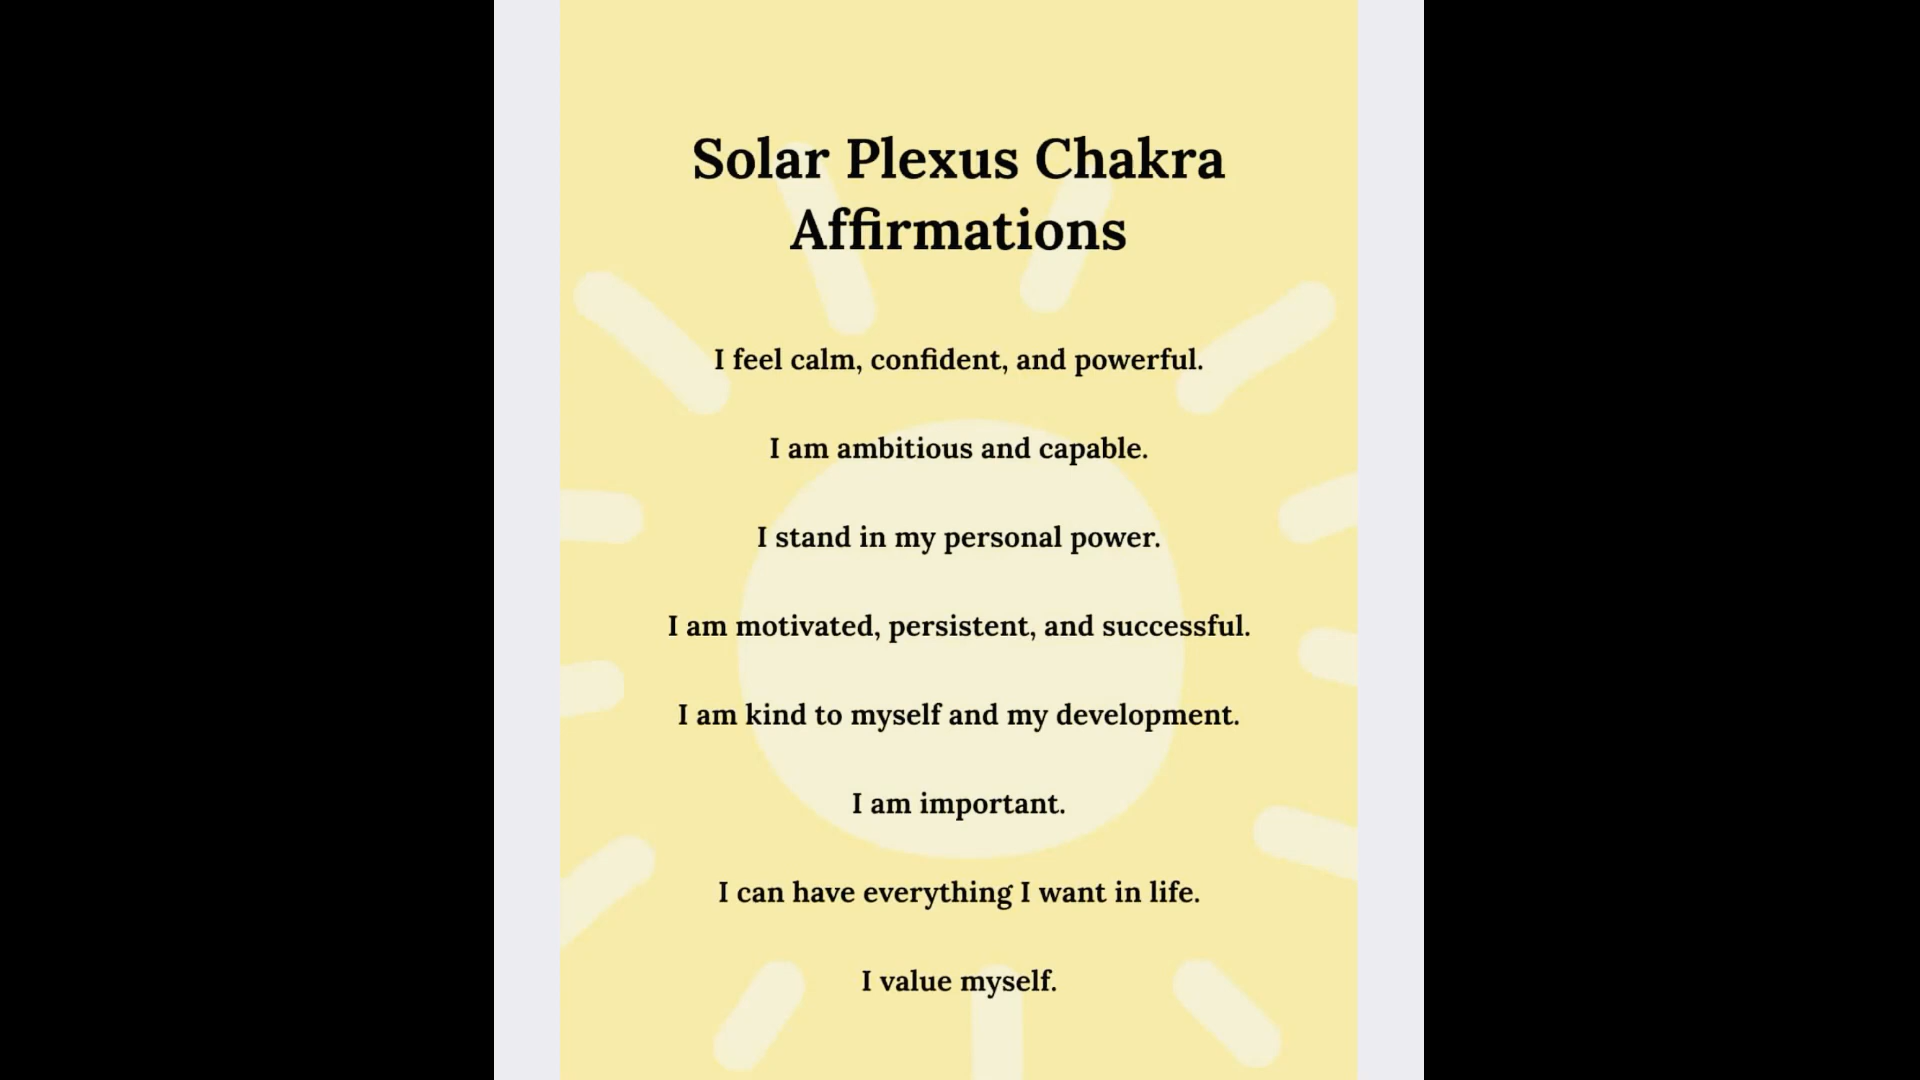 Solar Plexus Chakra
Affirmations
I feel calm, confident, and powerful.
I am ambitious and capable.
I stand in my personal power.
I am motivated, persistent, and successful.
I am kind to myself and my development.
I am important.
I can have everything I want in life.
I value myself.